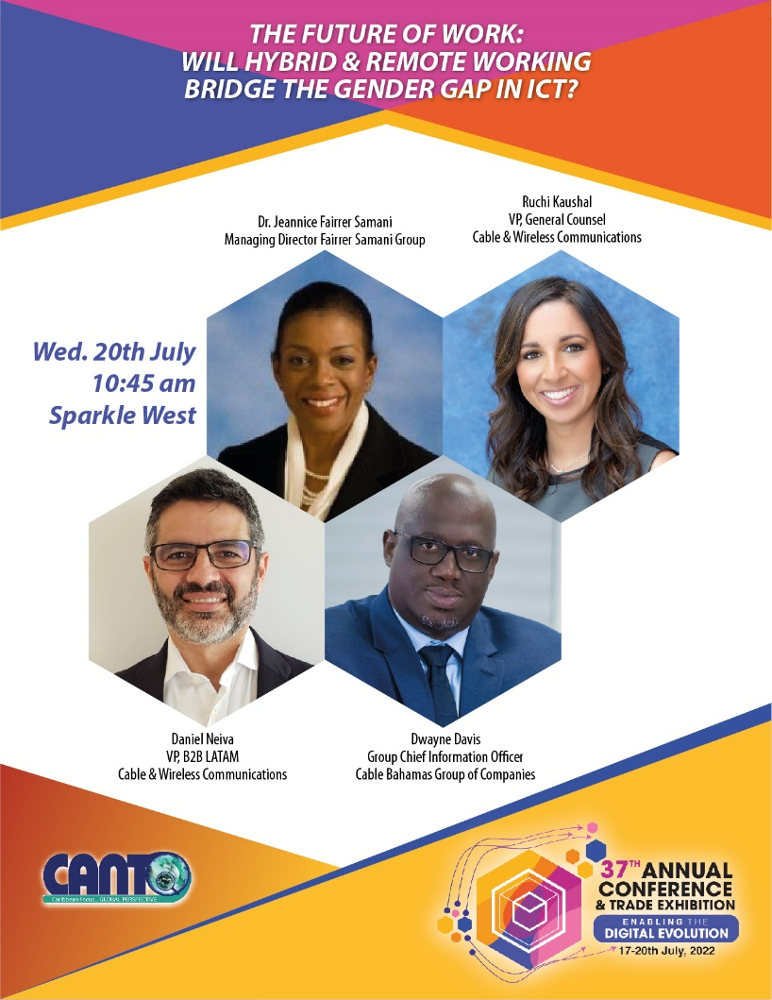 THE FUTURE OF WORK:
WILL HYBRID & REMOTE WORKING
BRIDGE THE GENDER GAP IN ICT?
Ruchi Kaushal
VP, General Counsel
Cable & Wireless Communications
Dr. Jeannice Fairrer Samani
Managing Director Fairrer Samani Group
Wed. 20th July
10:45 am
Sparkle West
Daniel Neiva
VP, B2B LATAM
Cable & Wireless Communications
Dwayne Davis
Group Chief Information Officer
Cable Bahamas Group of Companies
CANTO
Caribbean Focus... GLOBAL PERSPECTIVE
37TH ANNUAL
CONFERENCE
& TRADE EXHIBITION
ENABLING THE
DIGITAL EVOLUTION
17-20th July, 2022